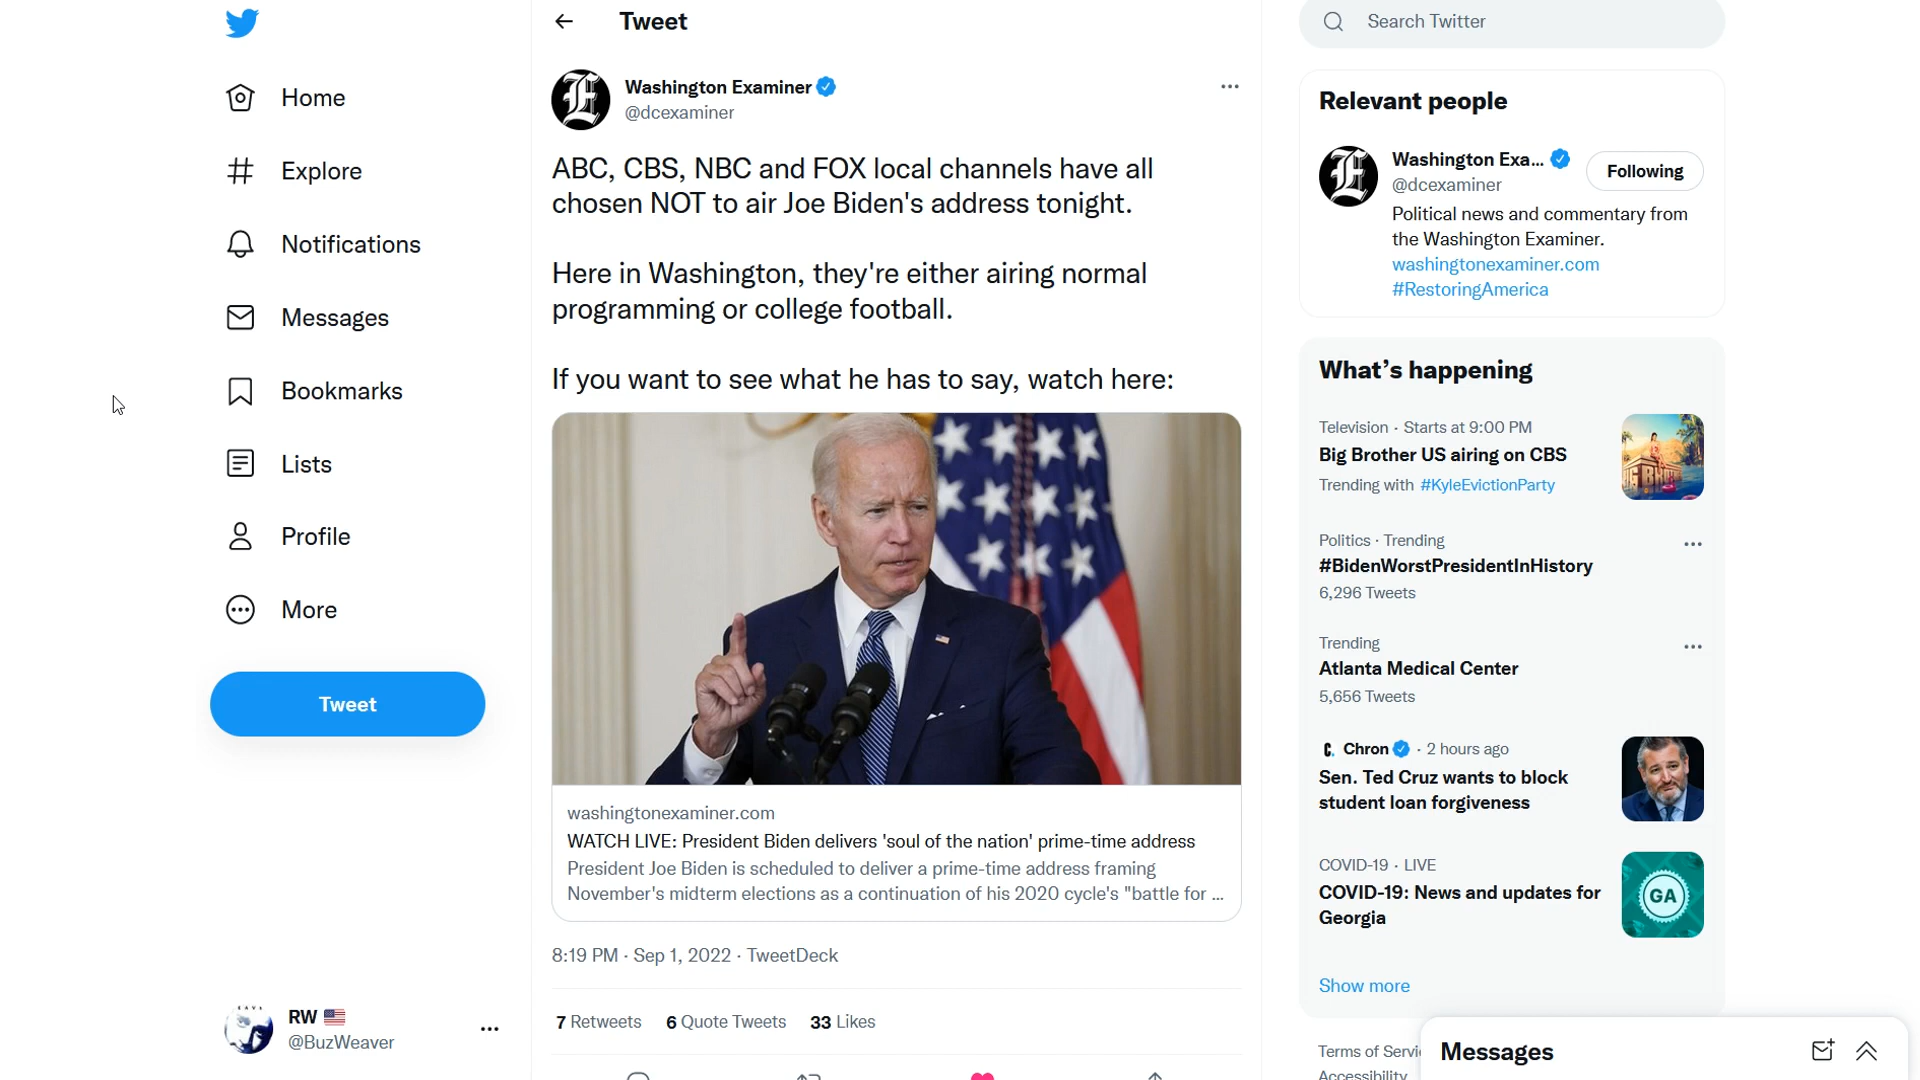 Home
Explore
Notifications
Messages
Bookmarks
Lists
Profile
More
Tweet
RW
@BuzWeaver
Tweet
Washington Examiner
@dcexaminer
ABC, CBS, NBC and FOX local channels have all
chosen NOT to air Joe Biden's address tonight.
Here in Washington, they're either airing normal
programming or college football.
If you want to see what he has to say, watch here:
washingtonexaminer.com
WATCH LIVE: President Biden delivers 'soul of the nation' prime-time address
President Joe Biden is scheduled to deliver a prime-time address framing
November's midterm elections as a continuation of his 2020 cycle's "battle for ...
8:19 PM · Sep 1, 2022 · TweetDeck
7 Retweets 6 Quote Tweets 33 Likes
Search Twitter
Relevant people
Washington Exa...
@dcexaminer
Following
Political news and commentary from
the Washington Examiner.
washingtonexaminer.com
#RestoringAmerica
What's happening
Television · Starts at 9:00 PM
Big Brother US airing on CBS
Trending with #KyleEvictionParty
Politics · Trending
#BidenWorstPresidentInHistory
6,296 Tweets
Trending
Atlanta Medical Center
5,656 Tweets
C. Chron · 2 hours ago
Sen. Ted Cruz wants to block
student loan forgiveness
COVID-19 · LIVE
COVID-19: News and updates for
Georgia
GA
Show more
Terms of Servi
Accessibility
Messages